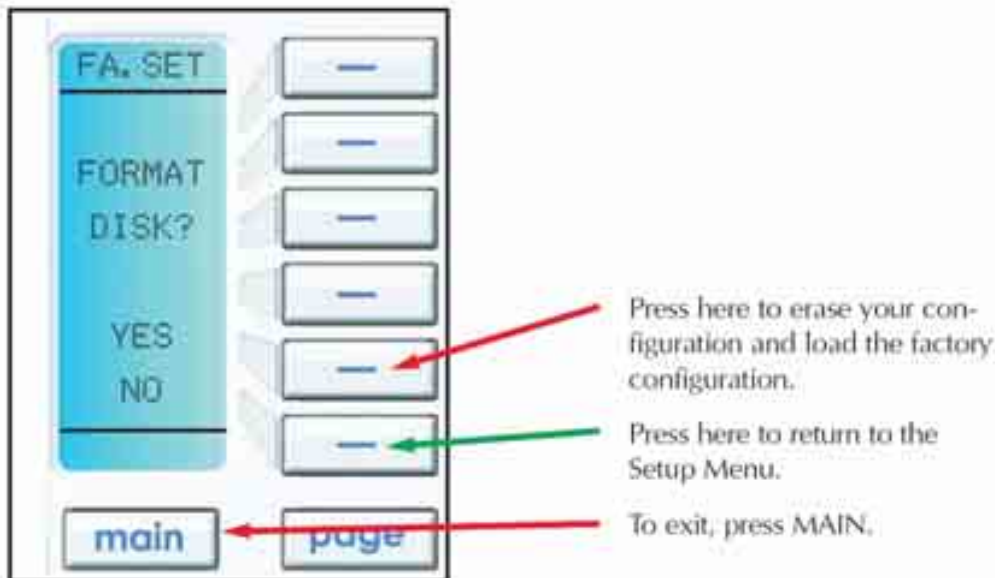 FA. SET
FORMAT
DISK?
YES
NO
main
page
Press here to erase your con-
figuration and load the factory
configuration.
Press here to return to the
Setup Menu.
To exit, press MAIN.